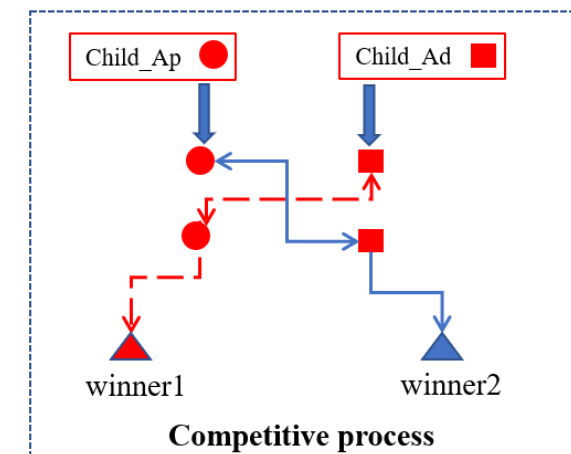 Child_Ap
Child_Ad
winner1
winner2
Competitive process